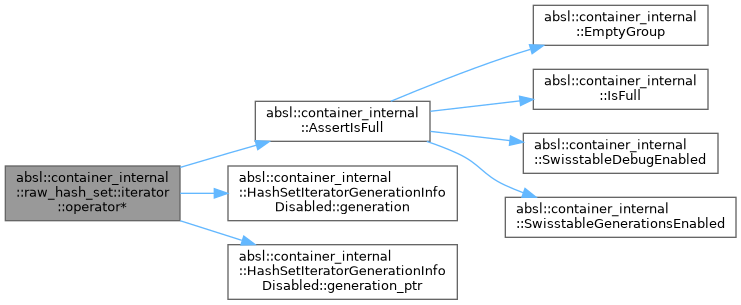 absl::container_internal
::raw_hash_set::iterator
::operator*
absl::container_internal
::AssertIsFull
absl::container_internal
::HashSetIteratorGenerationInfo
Disabled::generation
absl::container_internal
::HashSetIteratorGenerationInfo
Disabled::generation_ptr
absl::container_internal
::EmptyGroup
absl::container_internal
::IsFull
absl::container_internal
::SwisstableDebugEnabled
absl::container_internal
::SwisstableGenerationsEnabled